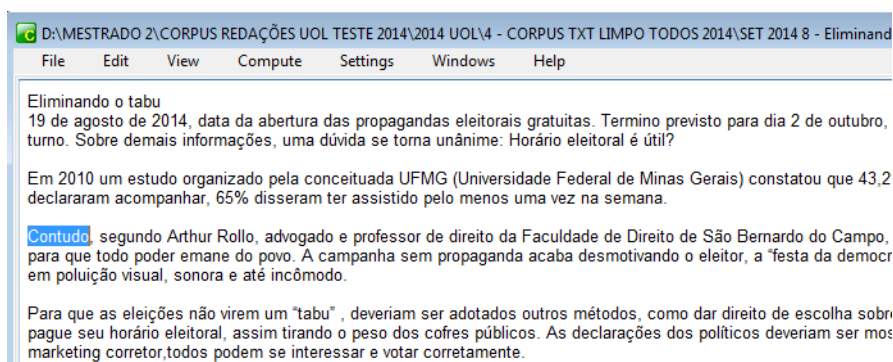 D:\MESTRADO 2\CORPUS REDAÇÕES UOL TESTE 2014\2014 UOL\4 - CORPUS TXT LIMPO TODOS 2014\SET 2014 8 - Eliminand
File Edit View Compute Settings Windows Help
Eliminando o tabu
19 de agosto de 2014, data da abertura das propagandas eleitorais gratuitas. Termino previsto para dia 2 de outubro,
turno. Sobre demais informações, uma dúvida se torna unânime: Horário eleitoral é útil?
Em 2010 um estudo organizado pela conceituada UFMG (Universidade Federal de Minas Gerais) constatou que 43,2
declararam acompanhar, 65% disseram ter assistido pelo menos uma vez na semana.
Contudo, segundo Arthur Rollo, advogado e professor de direito da Faculdade de Direito de São Bernardo do Campo,
para que todo poder emane do povo. A campanha sem propaganda acaba desmotivando o eleitor, a “festa da democr
em poluição visual, sonora e até incômodo.
Para que as eleições não virem um “tabu” , deveriam ser adotados outros métodos, como dar direito de escolha sobre
pague seu horário eleitoral, assim tirando o peso dos cofres públicos. As declarações dos políticos deveriam ser mos
marketing corretor,todos podem se interessar e votar corretamente.